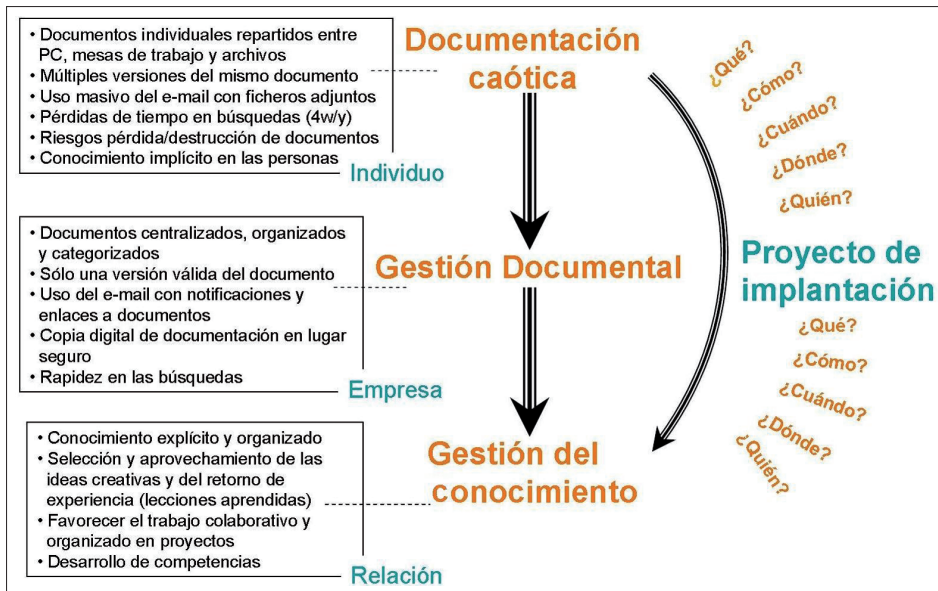 • Documentos individuales repartidos entre
PC, mesas de trabajo y archivos
• Múltiples versiones del mismo documento
• Uso masivo del e-mail con ficheros adjuntos
• Pérdidas de tiempo en búsquedas (4w/y)
• Riesgos pérdida/destrucción de documentos
• Conocimiento implícito en las personas
Individuo
Documentación
caótica
¿Qué?
¿Cómo?
¿Cuándo?
¿Dónde?
¿Quién?
• Documentos centralizados, organizados
y categorizados
• Sólo una versión válida del documento
• Uso del e-mail con notificaciones y
enlaces a documentos
• Copia digital de documentación en lugar
seguro
• Rapidez en las búsquedas
Empresa
Gestión Documental
Proyecto de
implantación
¿Qué?
¿Cómo?
¿Cuándo?
¿Dónde?
¿Quién?
• Conocimiento explícito y organizado
• Selección y aprovechamiento de las
ideas creativas y del retorno de
experiencia (lecciones aprendidas)
• Favorecer el trabajo colaborativo y
organizado en proyectos
• Desarrollo de competencias
Relación
Gestión del
conocimiento